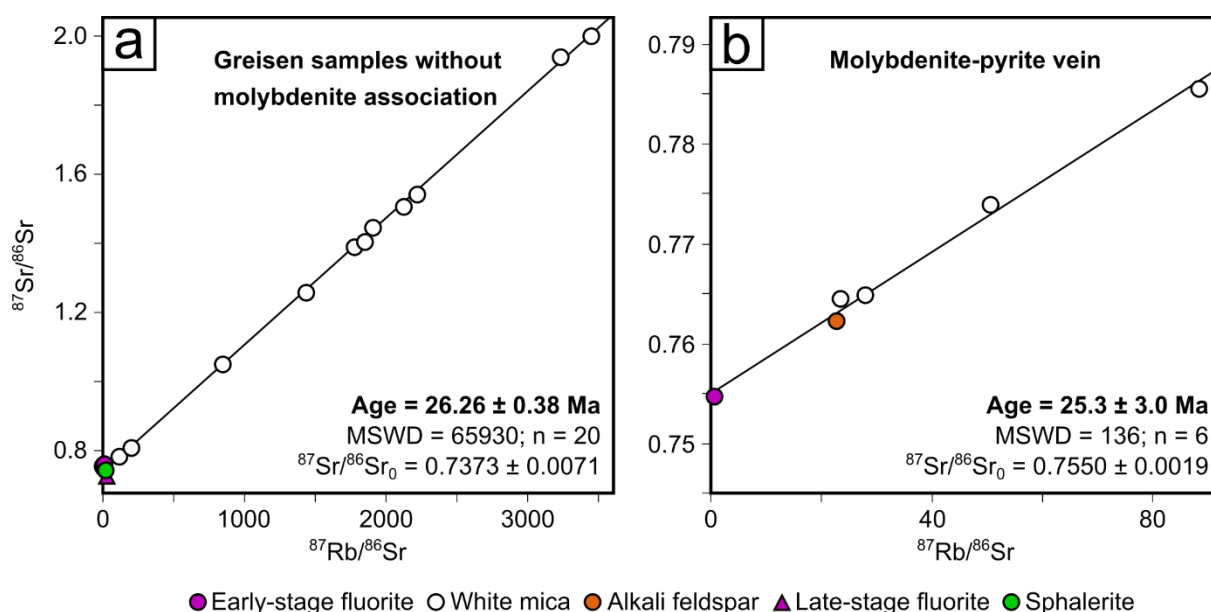 a
Greisen samples without
molybdenite association
2.0
1.6
1.2
0.8
⁸⁷Sr/⁸⁶Sr
Age = 26.26 ± 0.38 Ma
MSWD = 65930; n = 20
⁸⁷Sr/⁸⁶Sr₀ = 0.7373 ± 0.0071
0 1000 2000 3000
⁸⁷Rb/⁸⁶Sr
b
Molybdenite-pyrite vein
0.79
0.78
0.77
0.76
0.75
Age = 25.3 ± 3.0 Ma
MSWD = 136; n = 6
⁸⁷Sr/⁸⁶Sr₀ = 0.7550 ± 0.0019
0 40 80
⁸⁷Rb/⁸⁶Sr
Early-stage fluorite White mica Alkali feldspar Late-stage fluorite Sphalerite